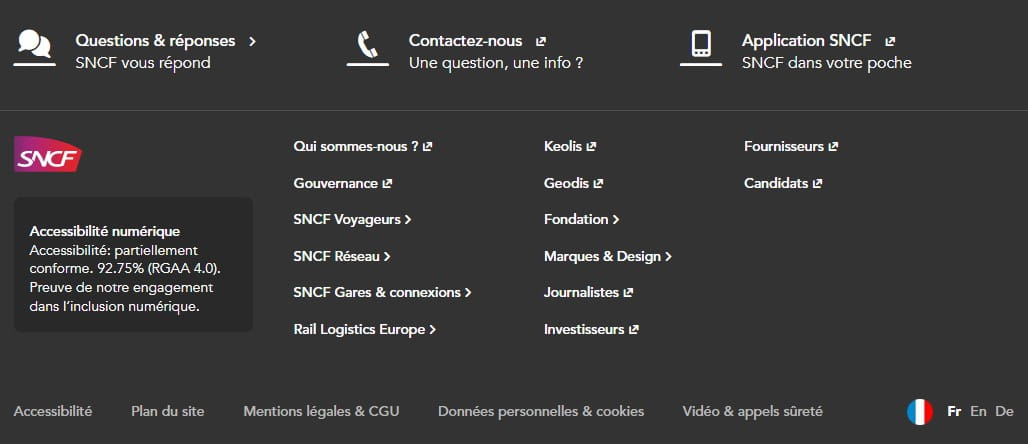 Questions & réponses
SNCF vous répond
Contactez-nous
Une question, une info ?
Application SNCF
SNCF dans votre poche
SNCF
Accessibilité numérique
Accessibilité: partiellement
conforme. 92.75% (RGAA 4.0).
Preuve de notre engagement
dans l’inclusion numérique.
Qui sommes-nous ?
Gouvernance
SNCF Voyageurs
SNCF Réseau
SNCF Gares & connexions
Rail Logistics Europe
Keolis
Geodis
Fondation
Marques & Design
Journalistes
Investisseurs
Fournisseurs
Candidats
Accessibilité Plan du site Mentions légales & CGU Données personnelles & cookies Vidéo & appels sûreté Fr En De